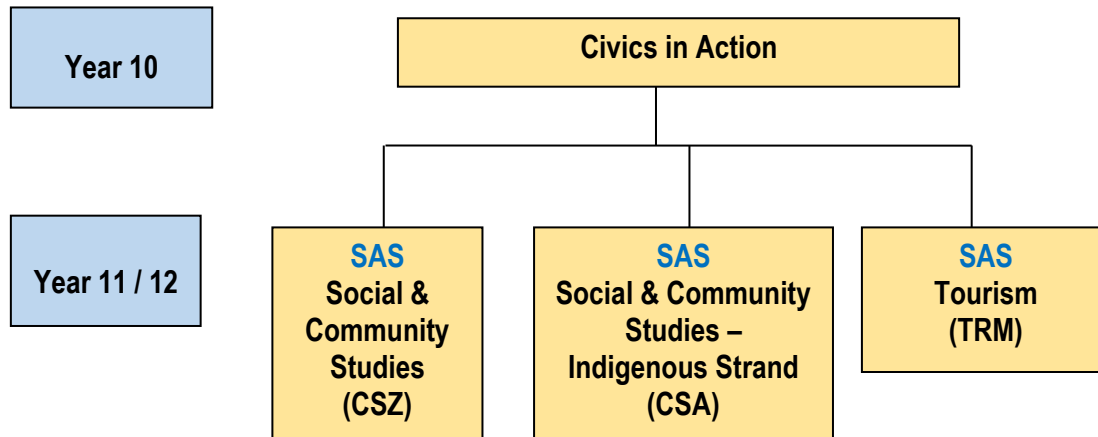 Year 10
Civics in Action
Year 11 / 12
SAS
Social &
Community
Studies
(CSZ)
SAS
Social & Community
Studies –
Indigenous Strand
(CSA)
SAS
Tourism
(TRM)